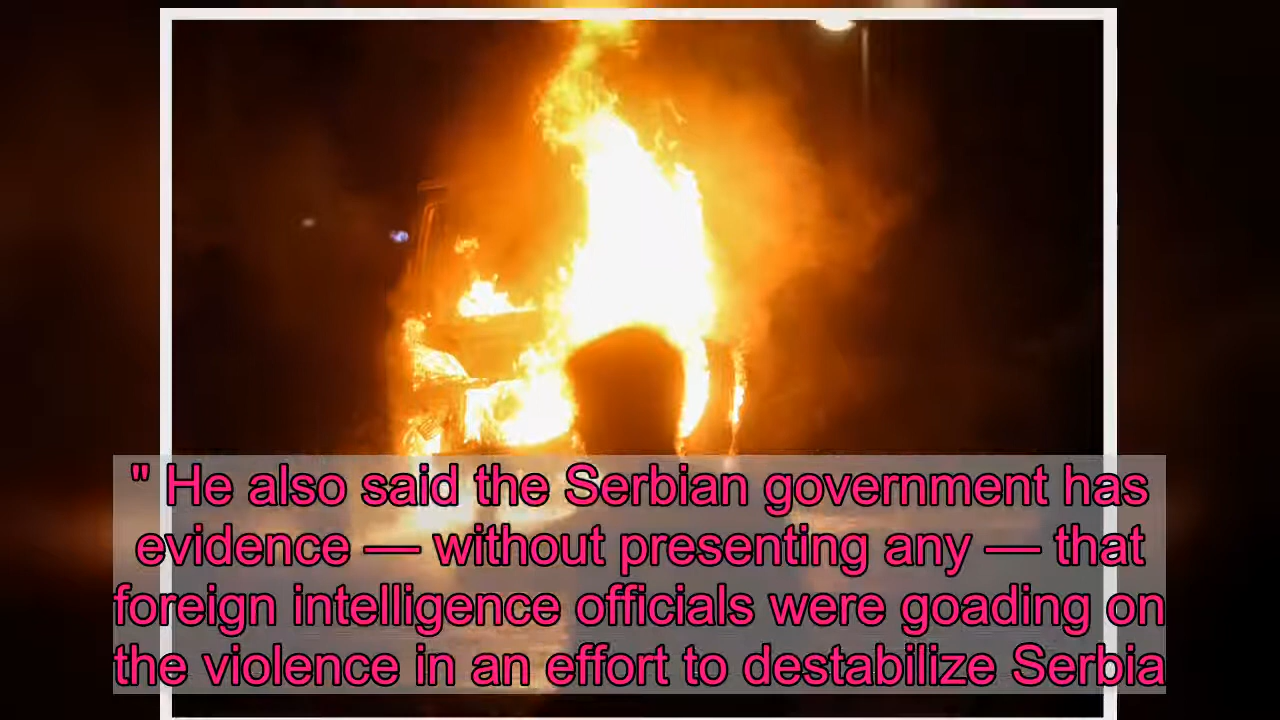 " He also said the Serbian government has
evidence — without presenting any — that
foreign intelligence officials were goading on
the violence in an effort to destabilize Serbia